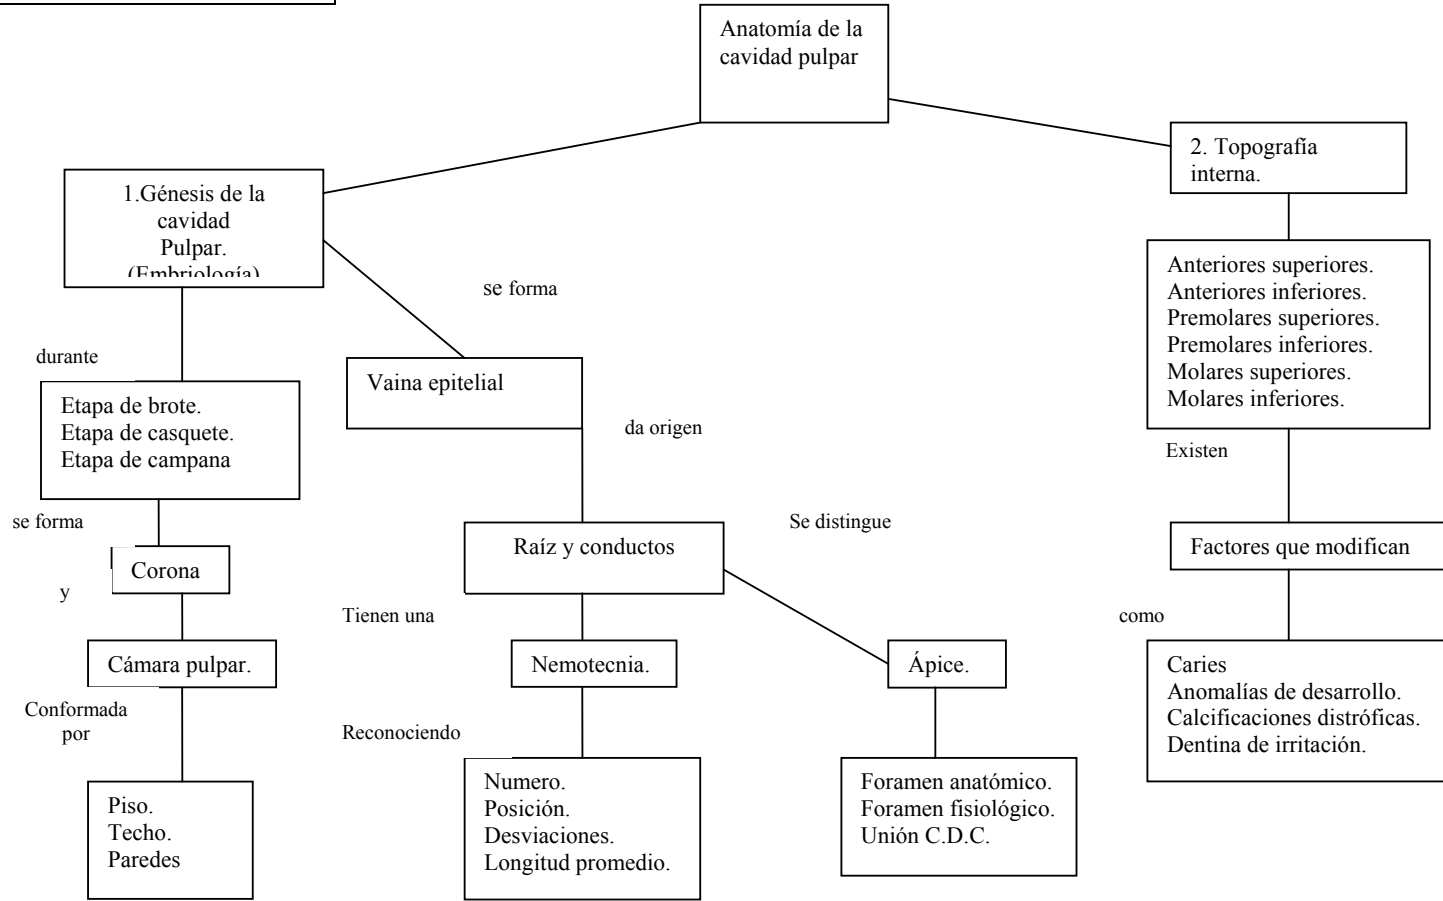 Anatomía de la
cavidad pulpar
2. Topografía
interna.
1.Génesis de la
cavidad
Pulpar.
(Embriología)
se forma
Anteriores superiores.
Anteriores inferiores.
Premolares superiores.
Premolares inferiores.
Molares superiores.
Molares inferiores.
durante
Vaina epitelial
Etapa de brote.
Etapa de casquete.
Etapa de campana
da origen
Existen
se forma
Se distingue
Raíz y conductos
Factores que modifican
Corona
y
Tienen una
como
Cámara pulpar.
Nemotecnia.
Ápice.
Caries
Anomalías de desarrollo.
Calcificaciones distróficas.
Dentina de irritación.
Conformada
por
Reconociendo
Numero.
Posición.
Desviaciones.
Longitud promedio.
Foramen anatómico.
Foramen fisiológico.
Unión C.D.C.
Piso.
Techo.
Paredes